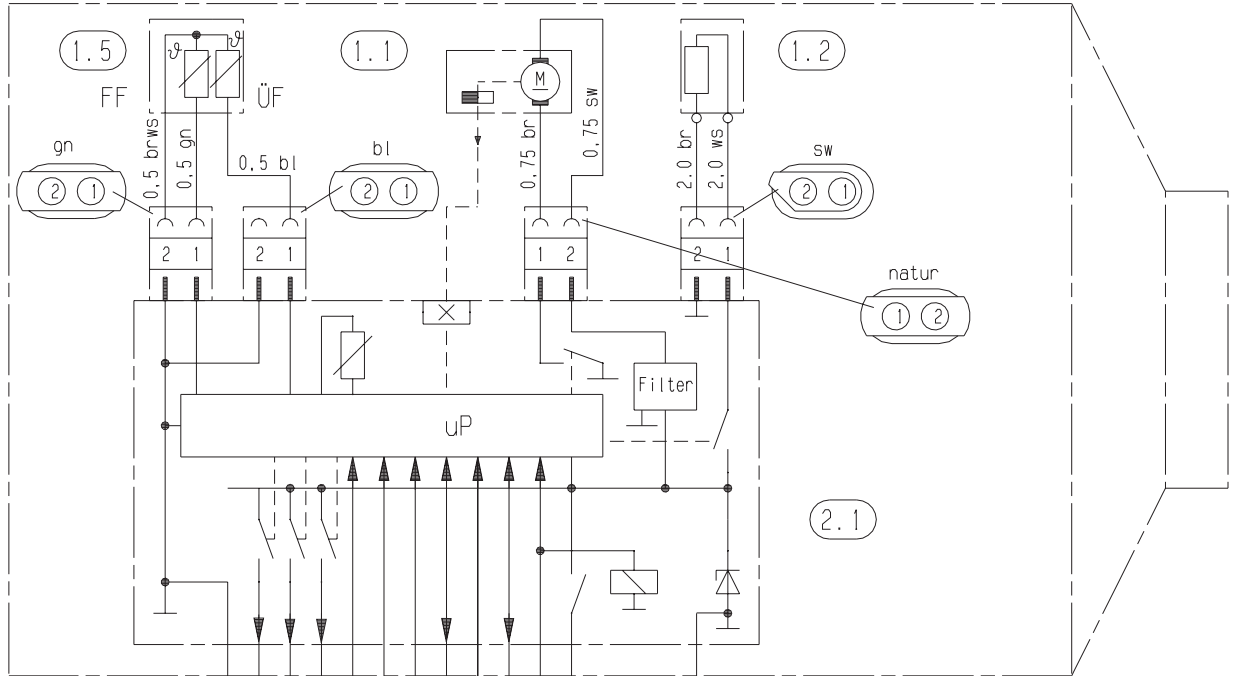 1.5
1.1
1.2
ϑ
ϑ
FF
ÜF
M
gn
0,5 brws
0,5 gn
0,5 bl
bl
0,75 br
0,75 sw
2.0 br
2.0 ws
sw
2 1
2 1
2 1
2 1
2 1
1 2
2 1
natur
1 2
Filter
uP
2.1